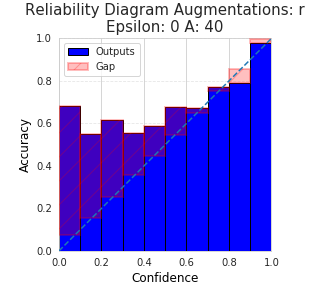 Reliability Diagram Augmentations: r
Epsilon: 0 A: 40
Outputs
Gap
Accuracy
1.0
0.8
0.6
0.4
0.2
0.0
0.0 0.2 0.4 0.6 0.8 1.0
Confidence